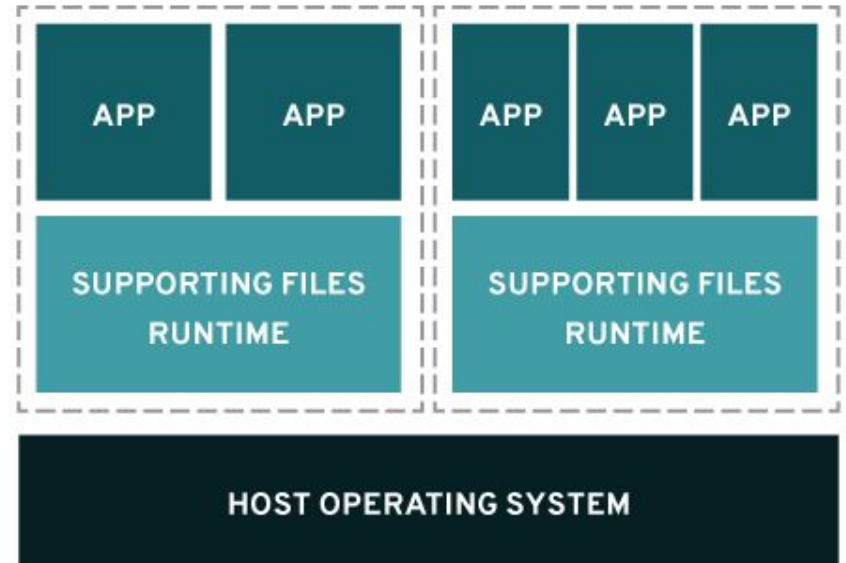 APP
APP
APP
APP
APP
SUPPORTING FILES
RUNTIME
SUPPORTING FILES
RUNTIME
HOST OPERATING SYSTEM